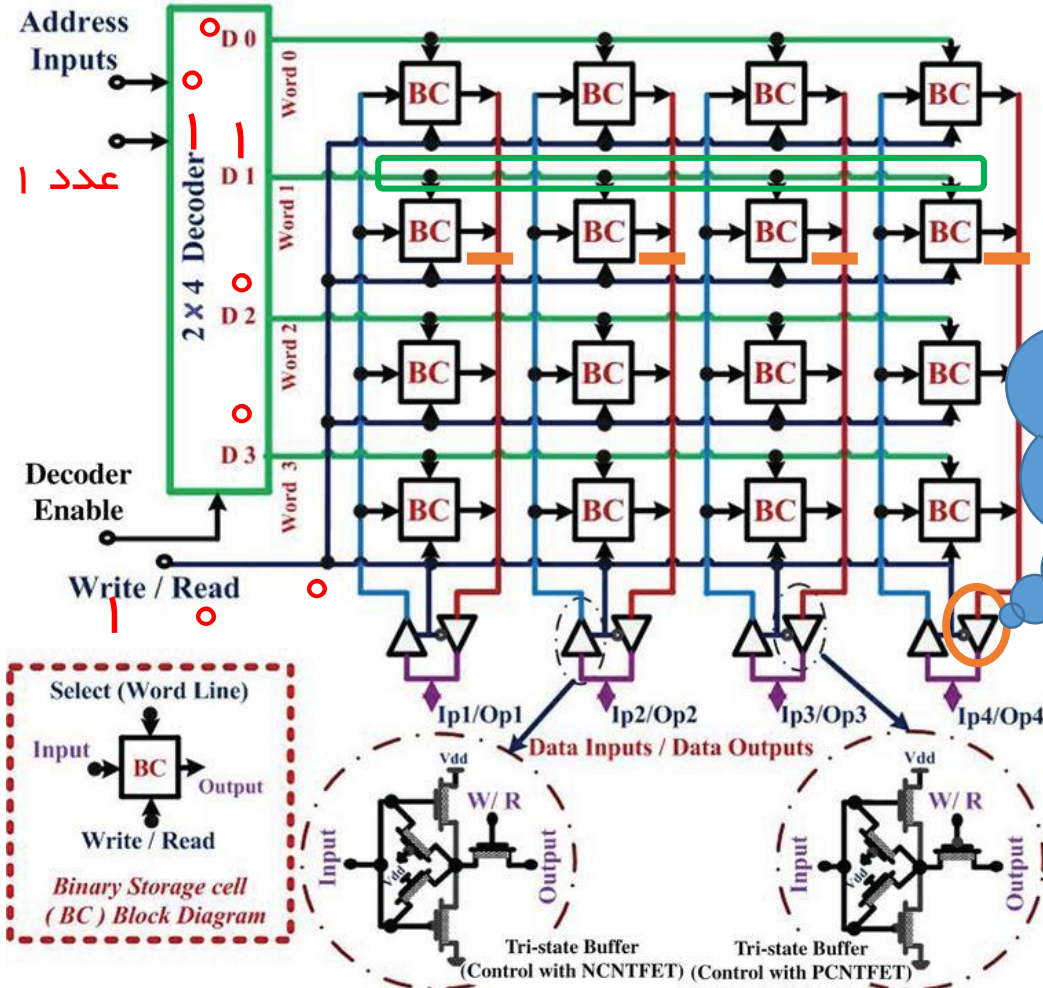 Address
Inputs
D 0
1
1
عدد ۱
D 1
2 × 4 Decoder
D 2
D 3
Word 0
Word 1
Word 2
Word 3
BC BC BC BC
BC BC BC BC
BC BC BC BC
BC BC BC BC
Decoder
Enable
Write / Read
1
Ip1/Op1 Ip2/Op2 Ip3/Op3 Ip4/Op4
Data Inputs / Data Outputs
Select (Word Line)
Input
BC
Output
Write / Read
Binary Storage cell
( BC ) Block Diagram
Vdd
W/ R
Input
Vdd
Output
Tri-state Buffer
(Control with NCNTFET)
Vdd
W/ R
Input
Vdd
Output
Tri-state Buffer
(Control with PCNTFET)